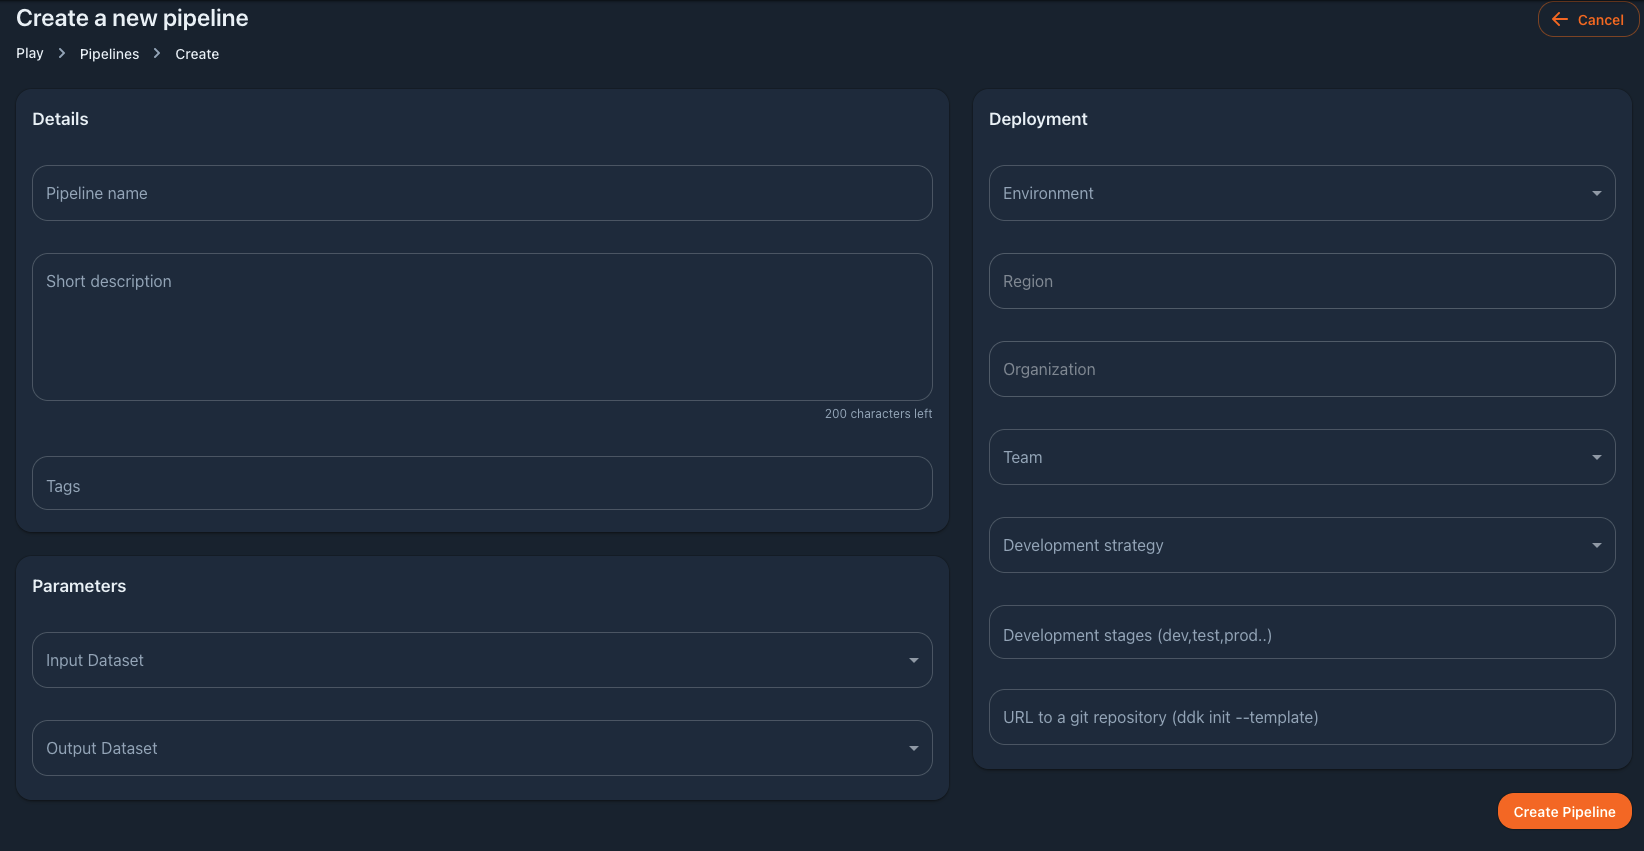 Create a new pipeline
Cancel
Play > Pipelines > Create
Details
Pipeline name
Short description
200 characters left
Tags
Parameters
Input Dataset
Output Dataset
Deployment
Environment
Region
Organization
Team
Development strategy
Development stages (dev,test,prod..)
URL to a git repository (ddk init --template)
Create Pipeline